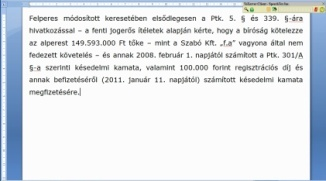 Felperes módosított keresetében elsődlegesen a Ptk. 5. § és 339. §-ára
hivatkozással – a fenti jogerős ítéletek alapján kérte, hogy a bíróság kötelezze
az alperest 149.593.000 Ft tőke – mint a Szabó Kft. „f.a” vagyona által nem
fedezett követelés – és annak 2008. február 1. napjától számított a Ptk. 301/A
§-a szerinti késedelmi kamata, valamint 100.000 forint regisztrációs díj és
annak befizetéséről (2011. január 11. napjától) számított késedelmi kamata
megfizetésére.